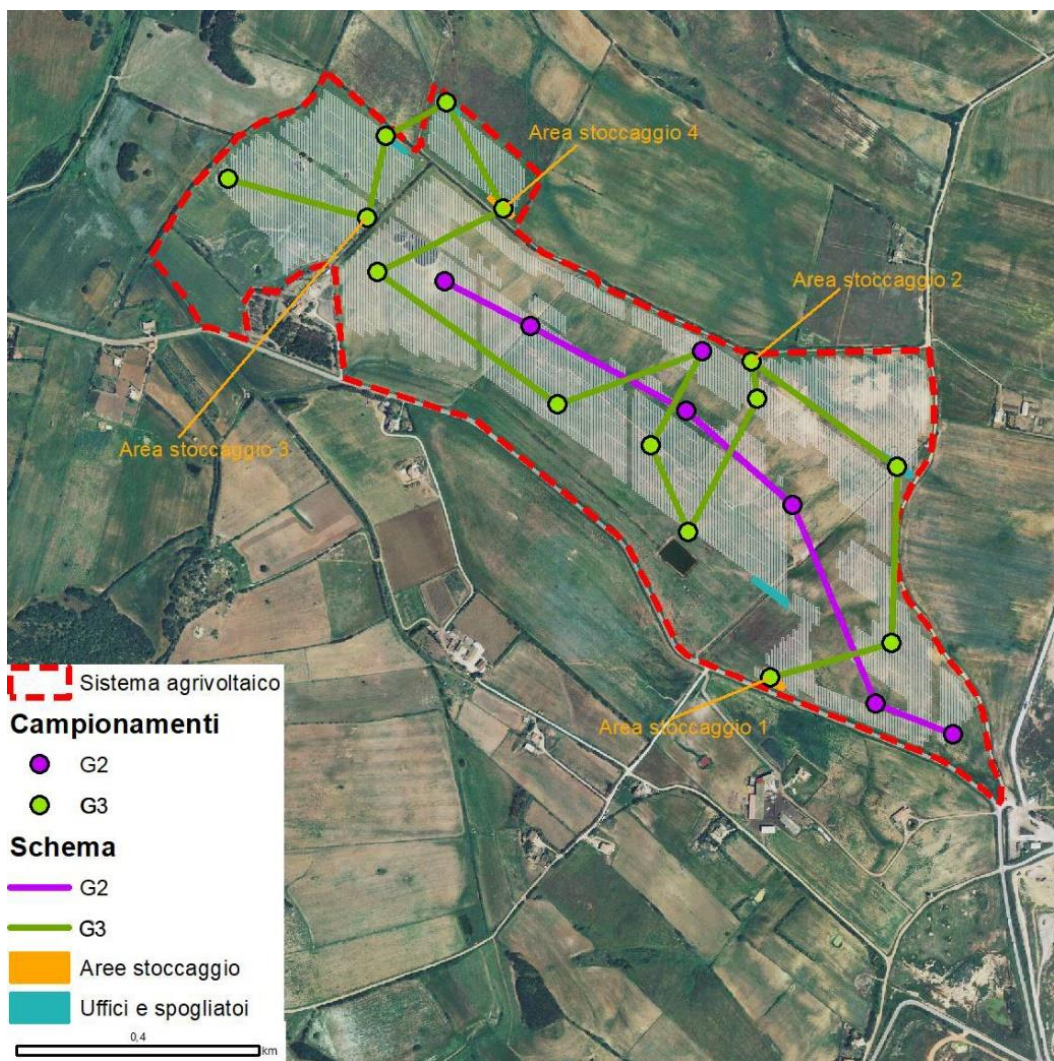 Area stoccaggio 4
Area stoccaggio 2
Area stoccaggio 3
Area stoccaggio 1
Sistema agrivoltaico
Campionamenti
G2
G3
Schema
G2
G3
Aree stoccaggio
Uffici e spogliatoi
0,4
km